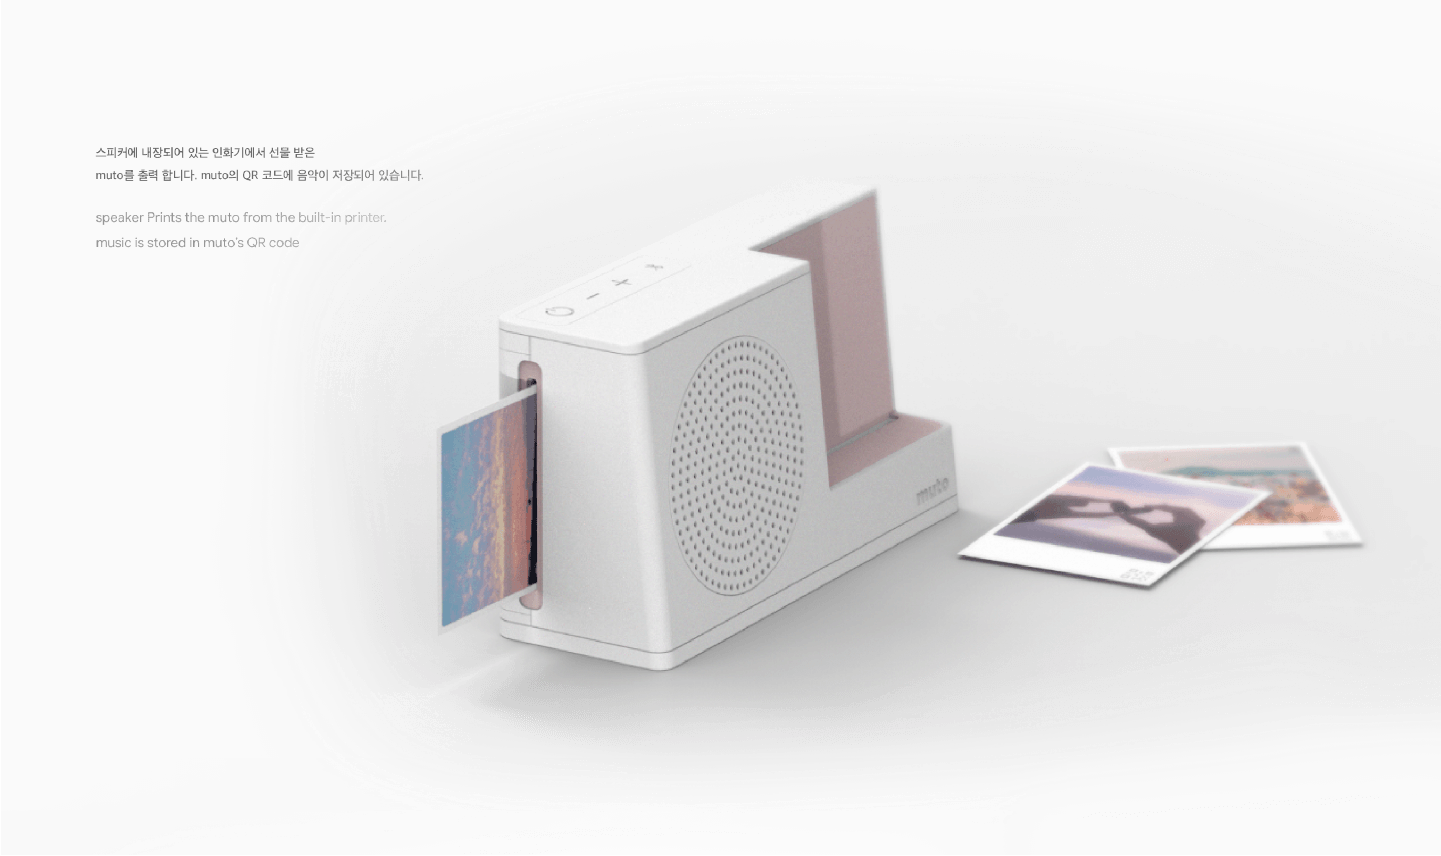 스피커에 내장되어 있는 인화기에서 선물 받은
muto를 출력 합니다. muto의 QR 코드에 음악이 저장되어 있습니다.
speaker Prints the muto from the built-in printer.
music is stored in muto's QR code
muto